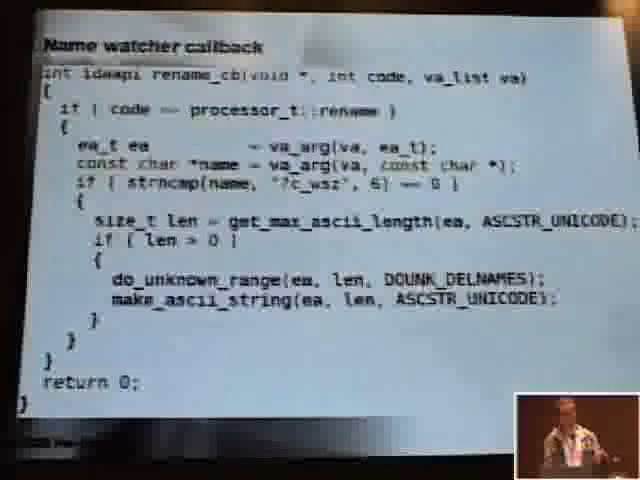 Name watcher callback
int idaapi rename_cb(void *, int code, va_list va)
{
if ( code == processor_t::rename )
{
ea_t ea = va_arg(va, ea_t);
const char *name = va_arg(va, const char *);
if ( strncmp(name, "?c_wsz", 6) == 0 )
{
size_t len = get_max_ascii_length(ea, ASCSTR_UNICODE);
if ( len > 0 )
{
do_unknown_range(ea, len, DOUNK_DELNAMES);
make_ascii_string(ea, len, ASCSTR_UNICODE);
}
}
}
return 0;
}